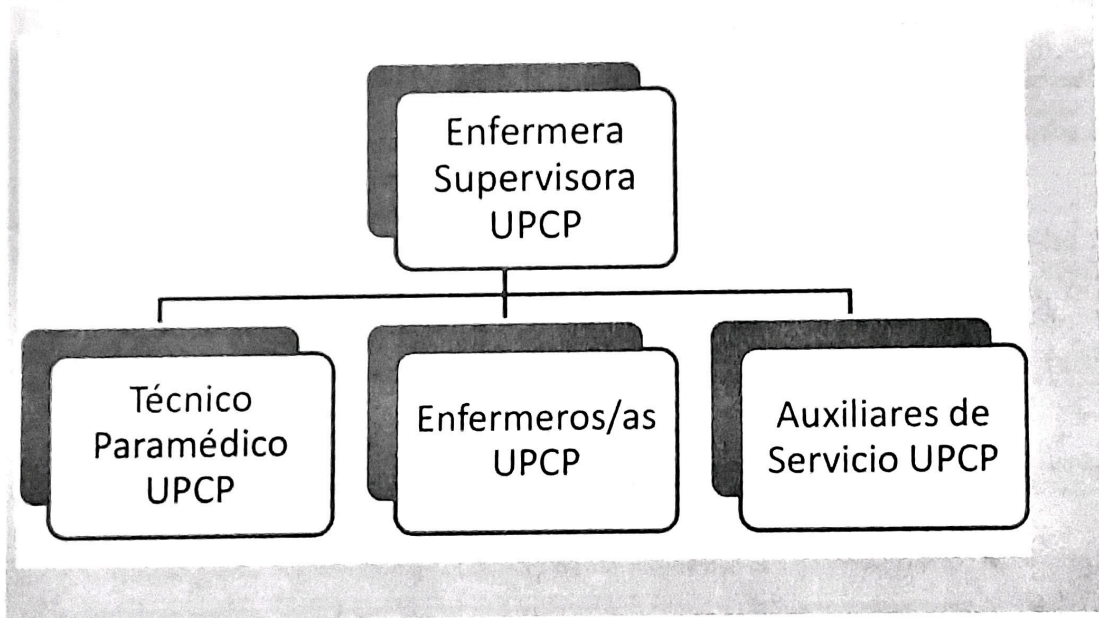 Enfermera
Supervisora
UPCP
Técnico
Paramédico
UPCP
Enfermeros/as
UPCP
Auxiliares de
Servicio UPCP